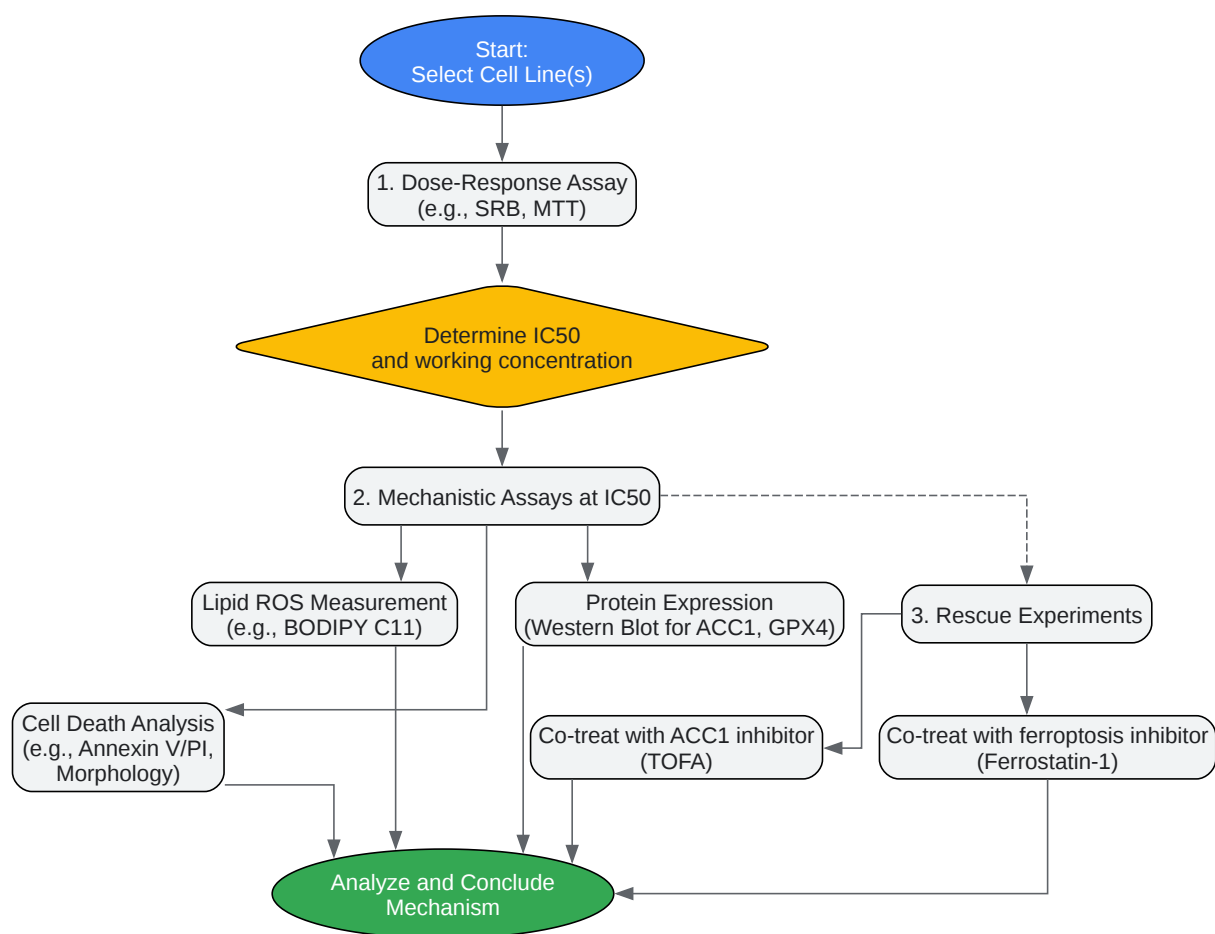 Start:
Select Cell Line(s)
1. Dose-Response Assay
(e.g., SRB, MTT)
Determine IC50
and working concentration
2. Mechanistic Assays at IC50
Lipid ROS Measurement
(e.g., BODIPY C11)
Protein Expression
(Western Blot for ACC1, GPX4)
3. Rescue Experiments
Cell Death Analysis
(e.g., Annexin V/PI,
Morphology)
Co-treat with ACC1 inhibitor
(TOFA)
Co-treat with ferroptosis inhibitor
(Ferrostatin-1)
Analyze and Conclude
Mechanism